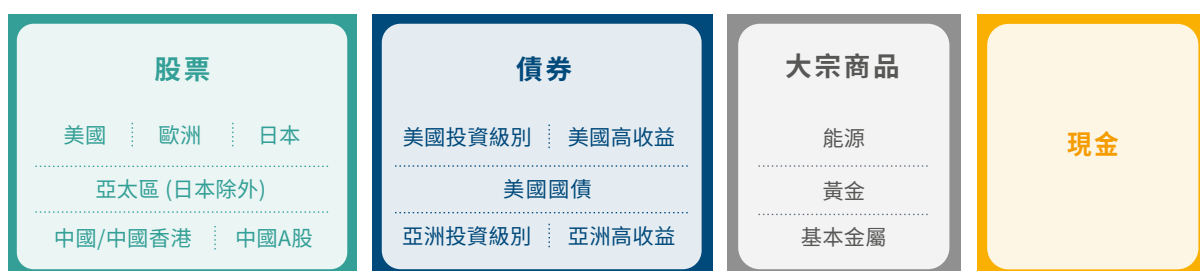 股票
美國 歐洲 日本
亞太區 (日本除外)
中國/中國香港 中國A股
債券
美國投資級別 美國高收益
美國國債
亞洲投資級別 亞洲高收益
大宗商品
能源
黃金
基本金屬
現金